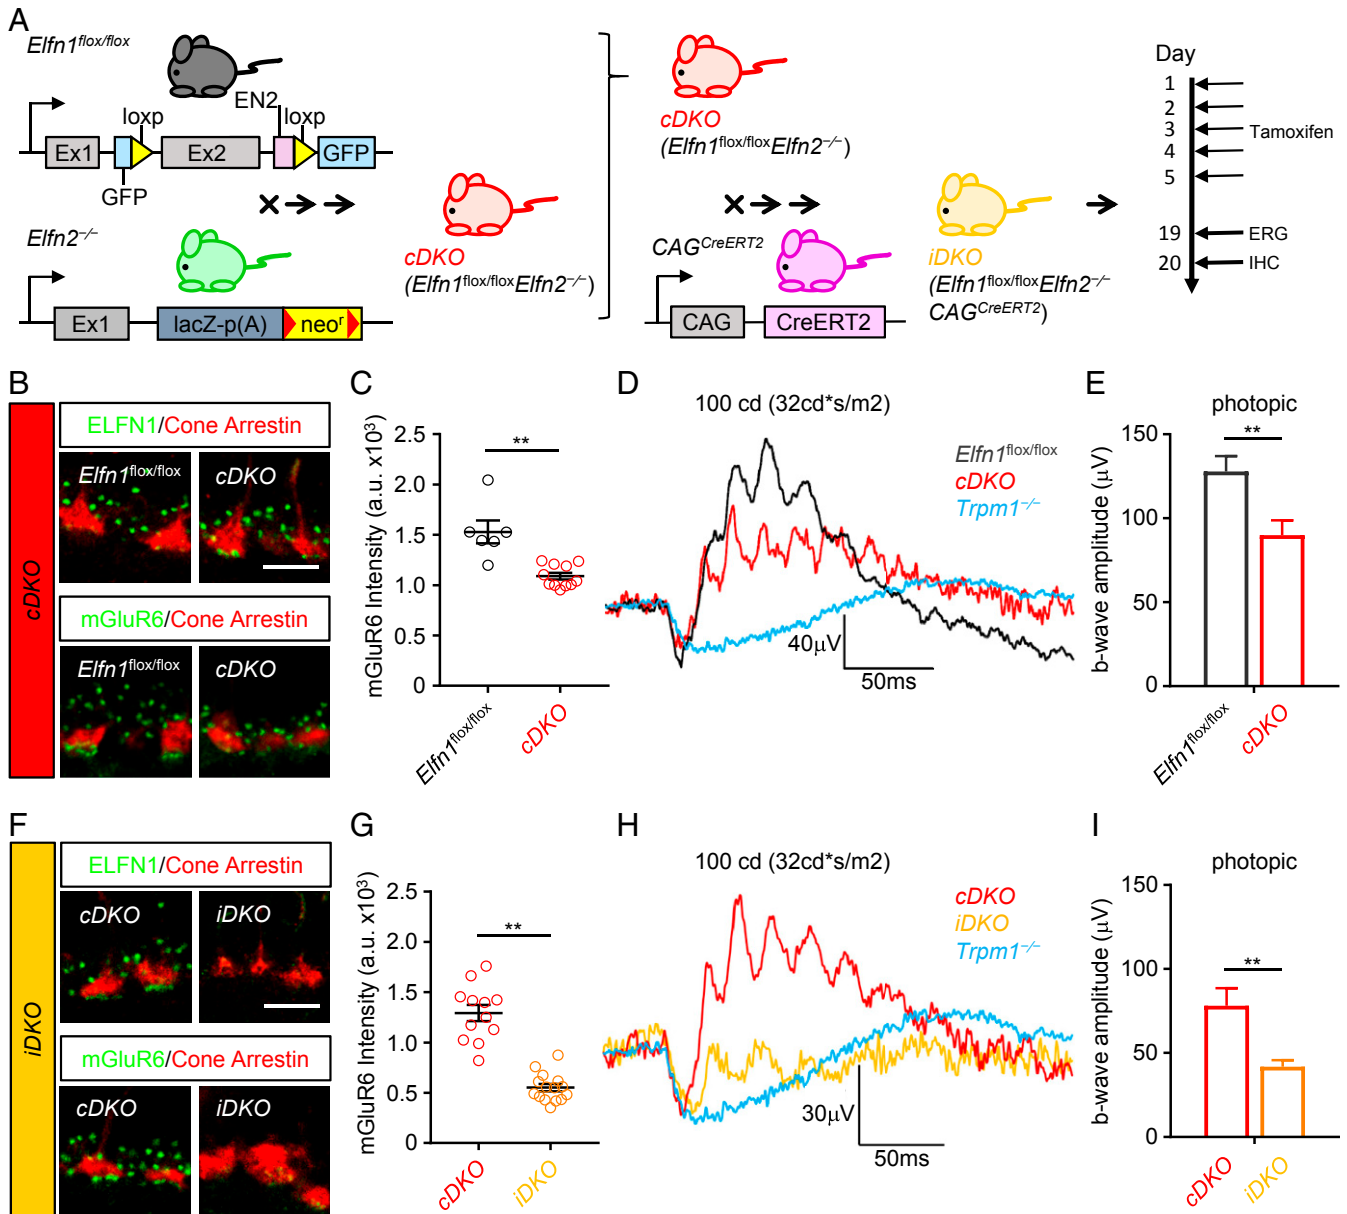 A
Elfn1flox/flox
EN2
loxp
loxp
Ex1
Ex2
GFP
GFP
Elfn2−/−
Ex1
lacZ-p(A)
neor
cDKO
(Elfn1flox/floxElfn2−/−)
cDKO
(Elfn1flox/floxElfn2−/−)
CAGCreERT2
CAG
CreERT2
iDKO
(Elfn1flox/floxElfn2−/−
CAGCreERT2)
Day
1
2
3
Tamoxifen
4
5
19
ERG
20
IHC
B
cDKO
ELFN1/Cone Arrestin
Elfn1flox/flox
cDKO
mGluR6/Cone Arrestin
Elfn1flox/flox
cDKO
C
mGluR6 Intensity (a.u. x10³)
2.5
2.0
1.5
1.0
0.5
0
**
Elfn1flox/flox
cDKO
D
100 cd (32cd*s/m2)
Elfn1flox/flox
cDKO
Trpm1−/−
40μV
50ms
E
photopic
b-wave amplitude (μV)
150
100
50
0
**
Elfn1flox/flox
cDKO
F
iDKO
ELFN1/Cone Arrestin
cDKO
iDKO
mGluR6/Cone Arrestin
cDKO
iDKO
G
mGluR6 Intensity (a.u. x10³)
2.5
2.0
1.5
1.0
0.5
0
**
cDKO
iDKO
H
100 cd (32cd*s/m2)
cDKO
iDKO
Trpm1−/−
30μV
50ms
I
photopic
b-wave amplitude (μV)
150
100
50
0
**
cDKO
iDKO